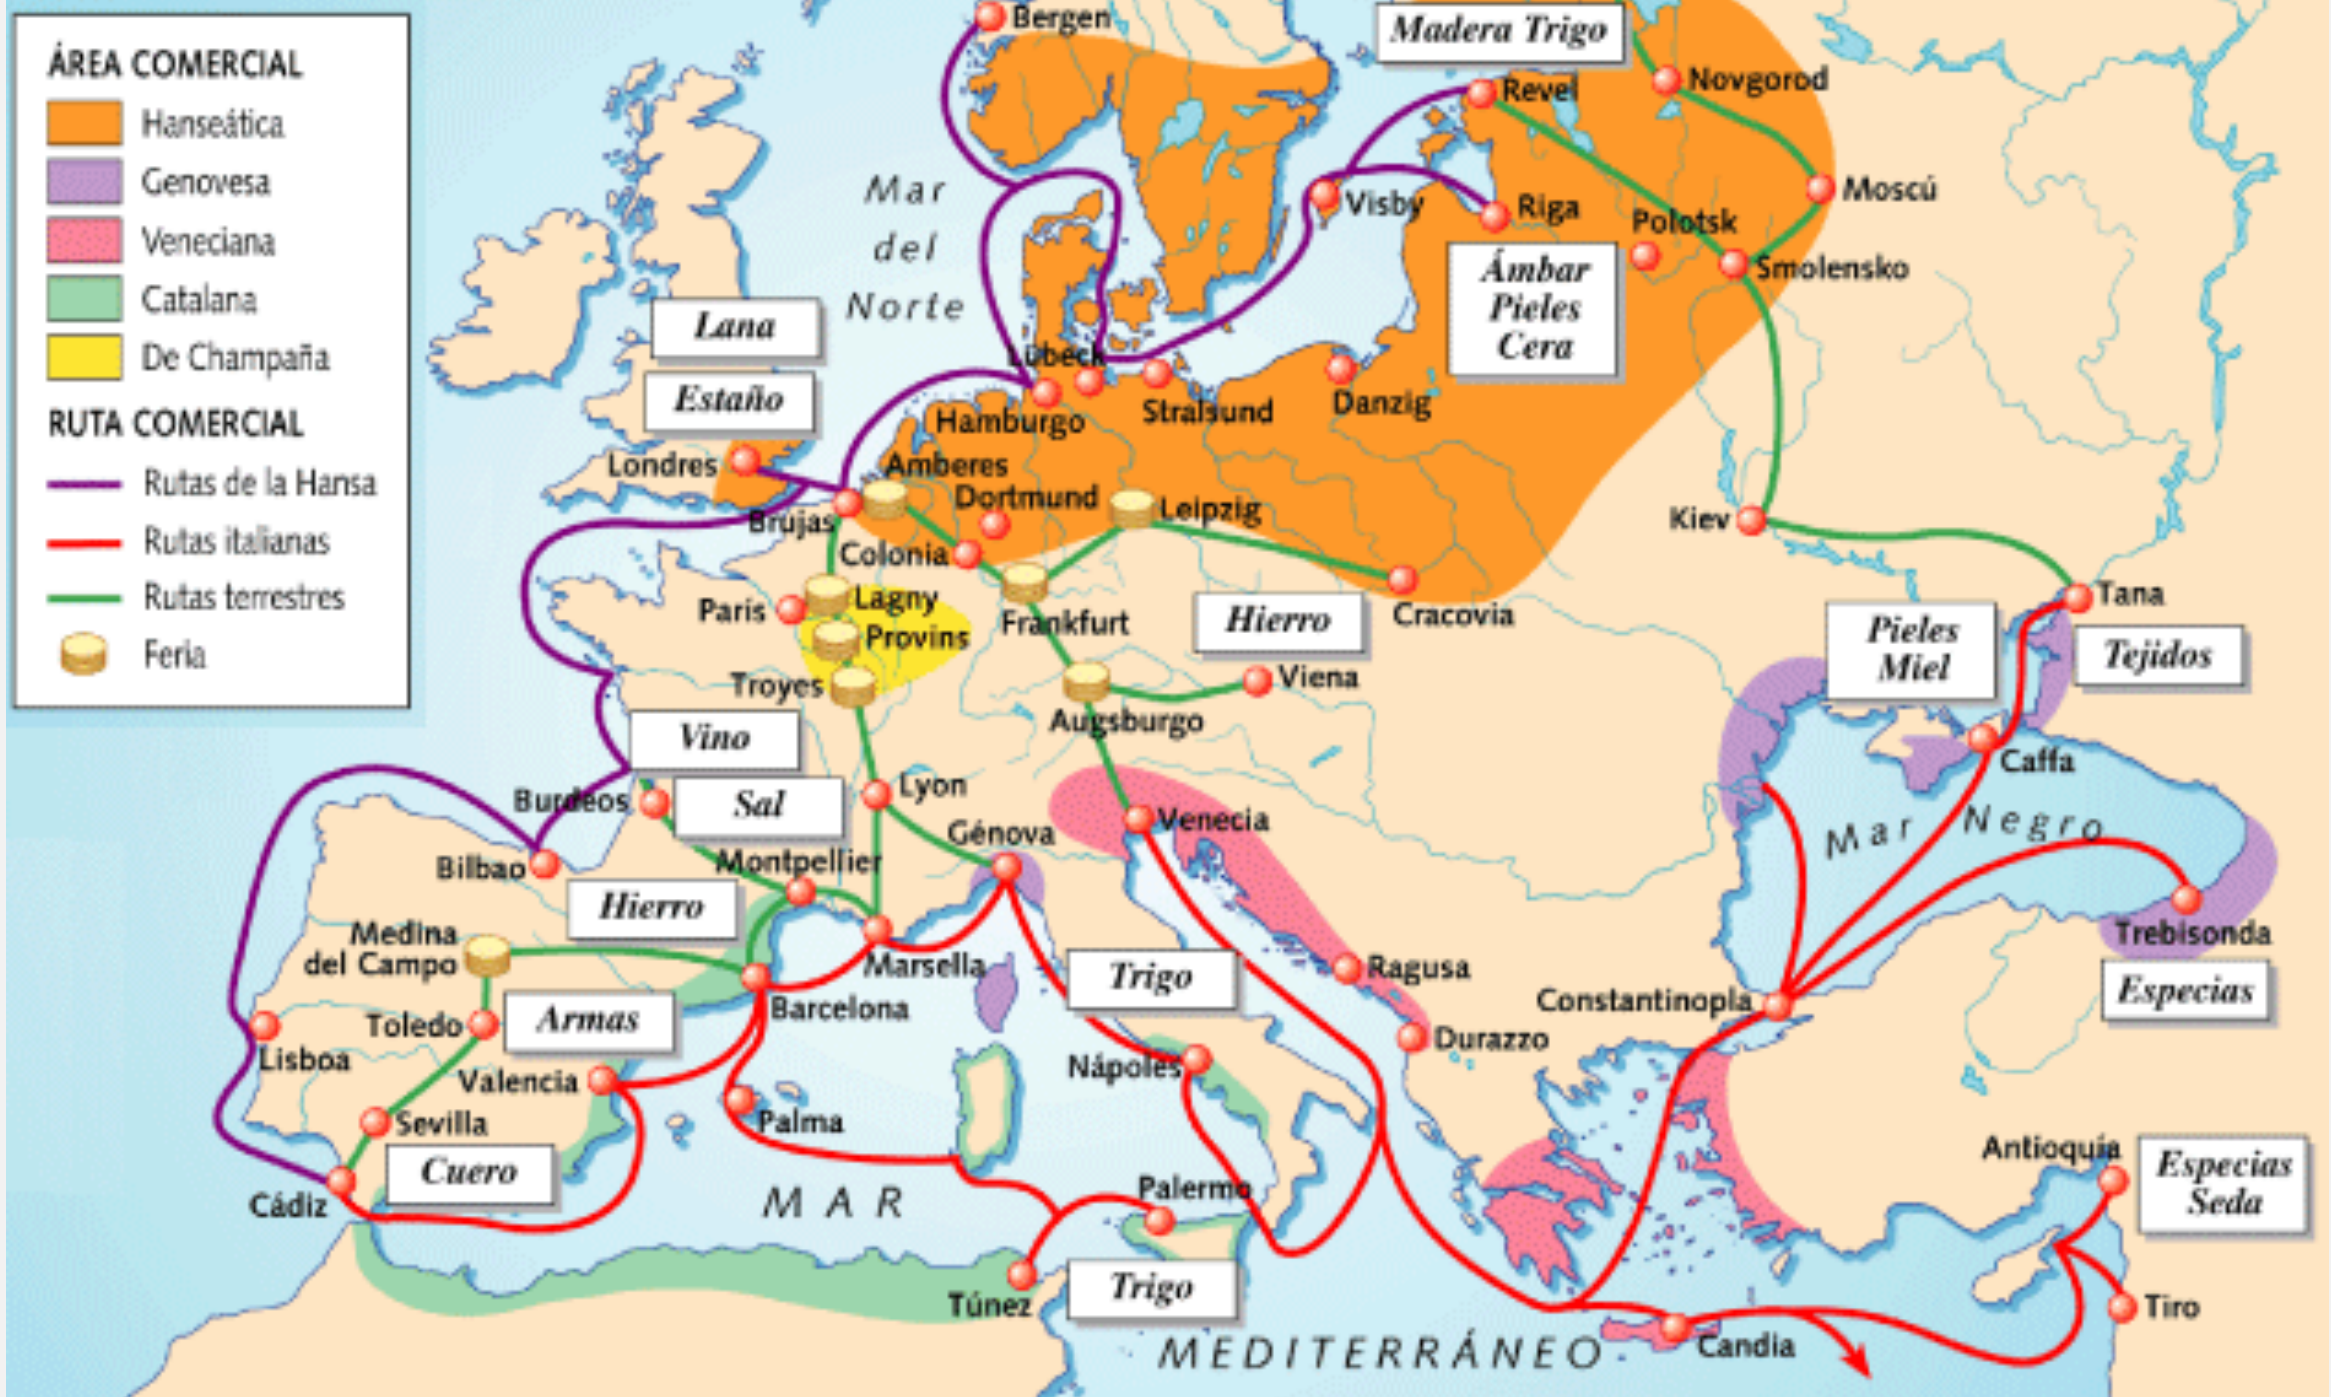 ÁREA COMERCIAL
Hanseática
Genovesa
Veneciana
Catalana
De Champaña
RUTA COMERCIAL
Rutas de la Hansa
Rutas italianas
Rutas terrestres
Feria
Bergen
Madera Trigo
Revel
Novgorod
Mar
del
Norte
Visby
Riga
Moscú
Polotsk
Smolensko
Ámbar
Pieles
Cera
Lana
Estaño
Lübeck
Hamburgo
Stralsund
Danzig
Londres
Amberes
Dortmund
Leipzig
Brujas
Colonia
Kiev
París
Lagny
Provins
Frankfurt
Hierro
Cracovia
Tana
Pieles
Miel
Tejidos
Troyes
Viena
Augsburgo
Vino
Sal
Burdeos
Lyon
Génova
Venecia
Caffa
Mar Negro
Bilbao
Montpellier
Hierro
Medina
del Campo
Marsella
Trigo
Ragusa
Trebisonda
Especias
Constantinopla
Barcelona
Armas
Toledo
Lisboa
Valencia
Nápoles
Durazzo
Sevilla
Palma
Cuero
Cádiz
MAR
Palermo
Antioquía
Especias
Seda
Túnez
Trigo
Tiro
MEDITERRÁNEO
Candia